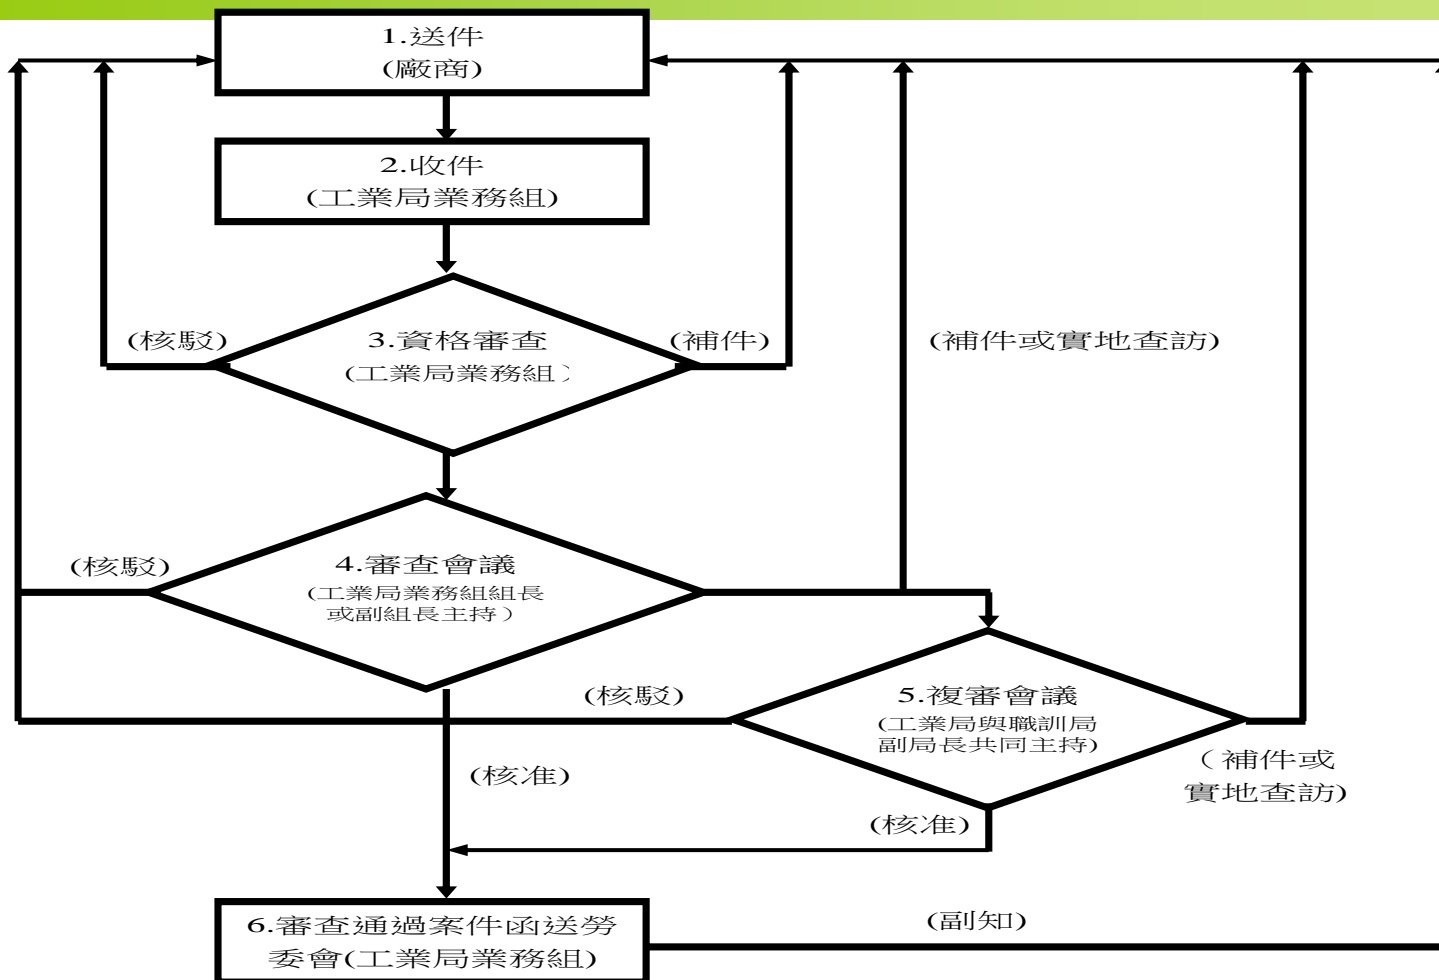 1.送件
(廠商)
2.收件
(工業局業務組)
(核駁)
3.資格審查
(工業局業務組)
(補件)
(補件或實地查訪)
(核駁)
4.審查會議
(工業局業務組組長
或副組長主持)
(核駁)
5.複審會議
(工業局與職訓局
副局長共同主持)
(補件或
實地查訪)
(核准)
(核准)
6.審查通過案件函送勞
委會(工業局業務組)
(副知)